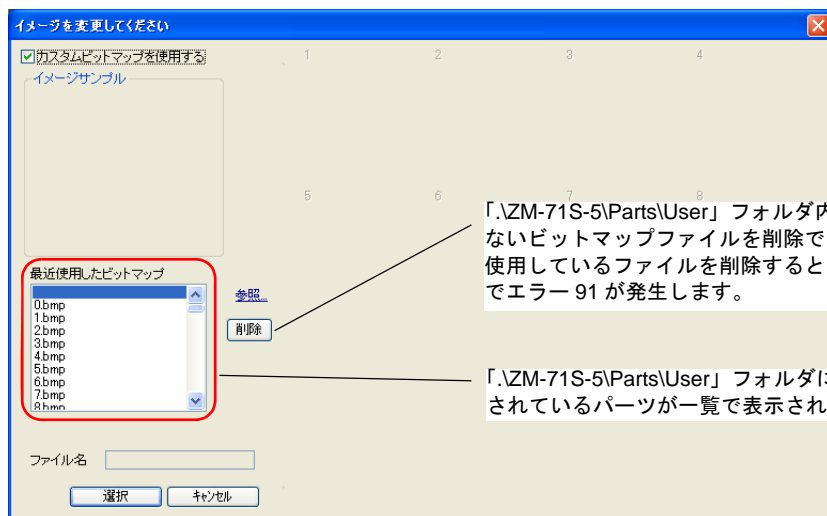 イメージを変更してください
カスタムビットマップを使用する
1 2 3 4
イメージサンプル
5 6 7 8
「.\ZM-71S-5\Parts\User」フォルダ内
ないビットマップファイルを削除で
使用しているファイルを削除すると
でエラー 91 が発生します。
最近使用したビットマップ
0.bmp
1.bmp
2.bmp
3.bmp
4.bmp
5.bmp
6.bmp
7.bmp
8.bmp
参照...
削除
「.\ZM-71S-5\Parts\User」フォルダに
されているパーツが一覧で表示され
ファイル名
選択 キャンセル